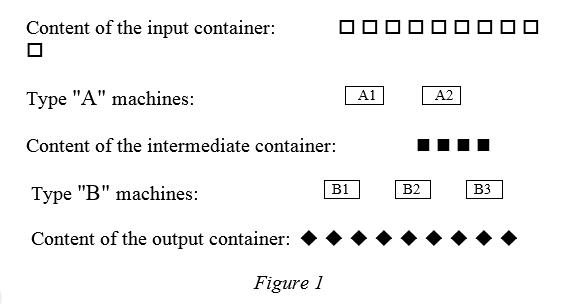 Content of the input container:
Type "A" machines: A1 A2
Content of the intermediate container:
Type "B" machines: B1 B2 B3
Content of the output container:
Figure 1